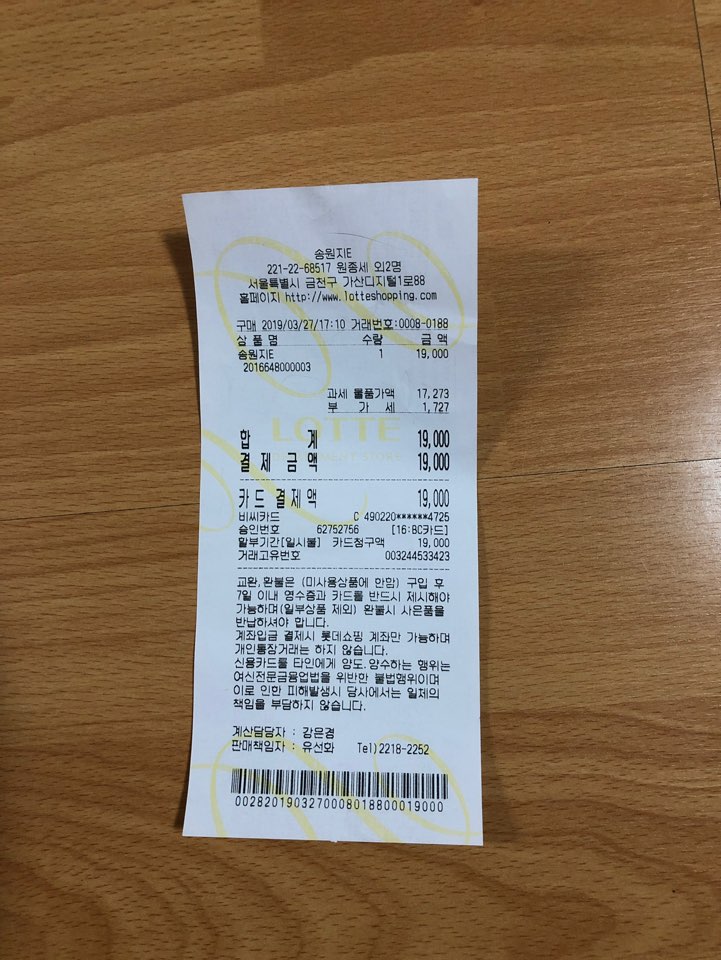 송원지E
221-22-68517 원종세 외2명
서울특별시 금천구 가산디지털1로88
홈페이지 http://www.lotteshopping.com
구매 2019/03/27/17:10 거래번호:0008-0188
상 품 명 수량 금 액
송원지E 1 19,000
2016648000003
과세 물품가액 17,273
부 가 세 1,727
LOTTE
DEPARTMENT STORE
합 계 19,000
결 제 금 액 19,000
카 드 결 제 액 19,000
비씨카드 C 490220******4725
승인번호 62752756 [16:BC카드]
할부기간[일시불] 카드청구액 19,000
거래고유번호 003244533423
교환,환불은 (미사용상품에 한함) 구입 후
7일 이내 영수증과 카드를 반드시 제시해야
가능하며(일부상품 제외) 환불시 사은품을
반납하셔야 합니다.
계좌입금 결제시 롯데쇼핑 계좌만 가능하며
개인통장거래는 하지 않습니다.
신용카드를 타인에게 양도.양수하는 행위는
여신전문금융업법을 위반한 불법행위이며
이로 인한 피해발생시 당사에서는 일체의
책임을 부담하지 않습니다.
계산담당자 : 강은경
판매책임자 : 유선화 Tel)2218-2252
0028201903270008018800019000